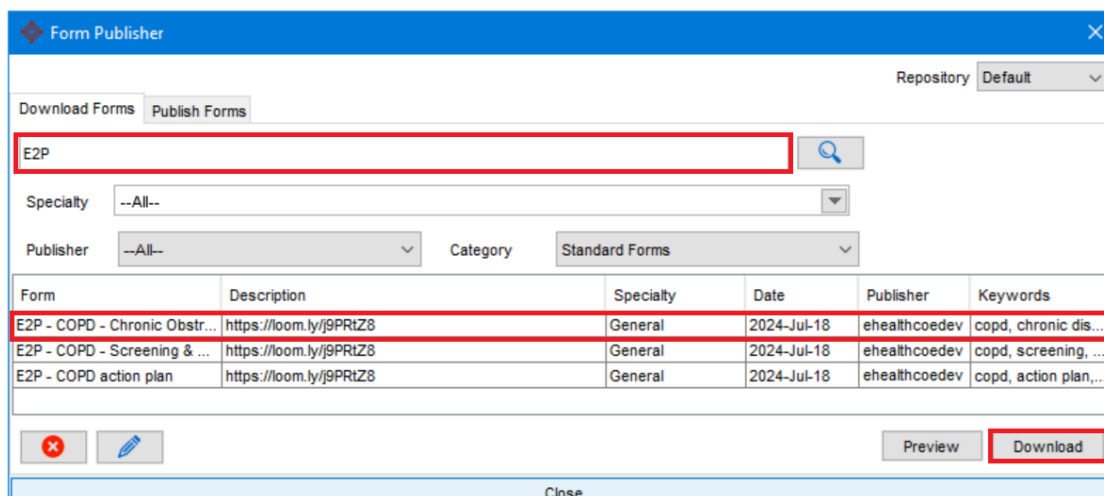 Form Publisher
Repository Default
Download Forms Publish Forms
E2P
Specialty --All--
Publisher --All-- Category Standard Forms
Form Description Specialty Date Publisher Keywords
E2P - COPD - Chronic Obstr... https://loom.ly/j9PRtZ8 General 2024-Jul-18 ehealthcoedev copd, chronic dis...
E2P - COPD - Screening & ... https://loom.ly/j9PRtZ8 General 2024-Jul-18 ehealthcoedev copd, screening, ...
E2P - COPD action plan https://loom.ly/j9PRtZ8 General 2024-Jul-18 ehealthcoedev copd, action plan,...
Preview Download
Close